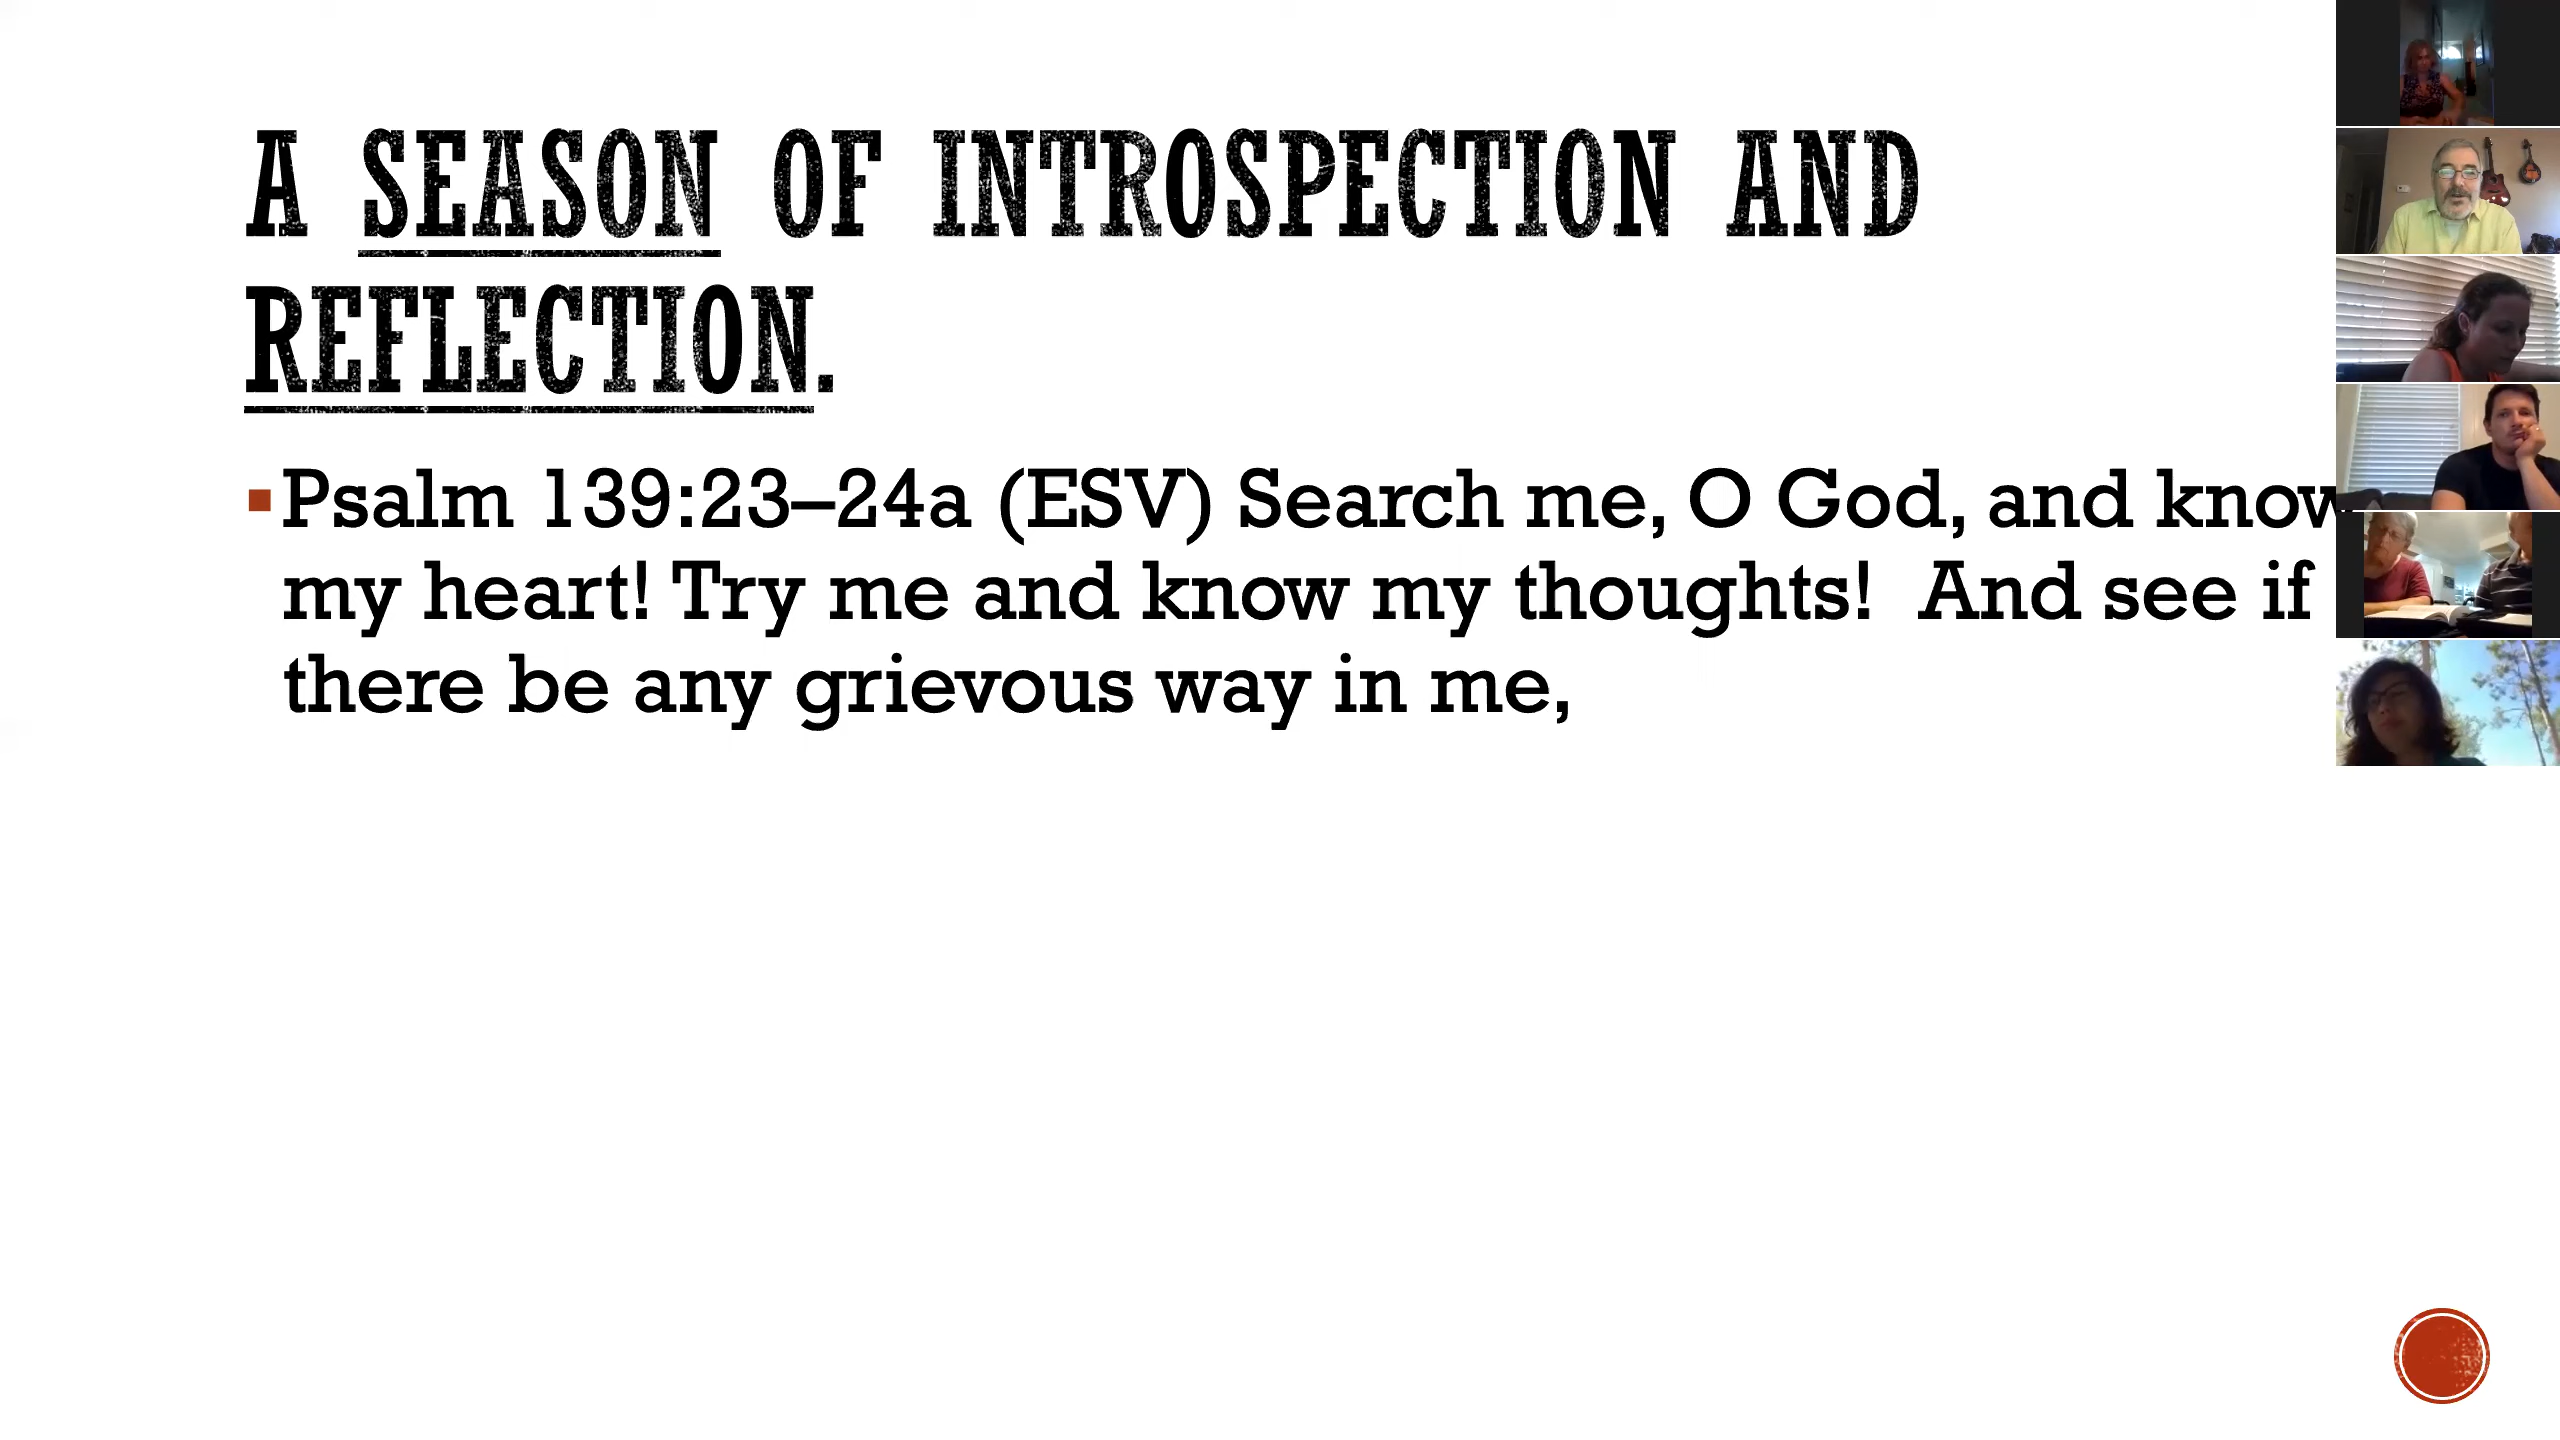 A SEASON OF INTROSPECTION AND
REFLECTION.
Psalm 139:23–24a (ESV) Search me, O God, and know
my heart! Try me and know my thoughts!  And see if
there be any grievous way in me,